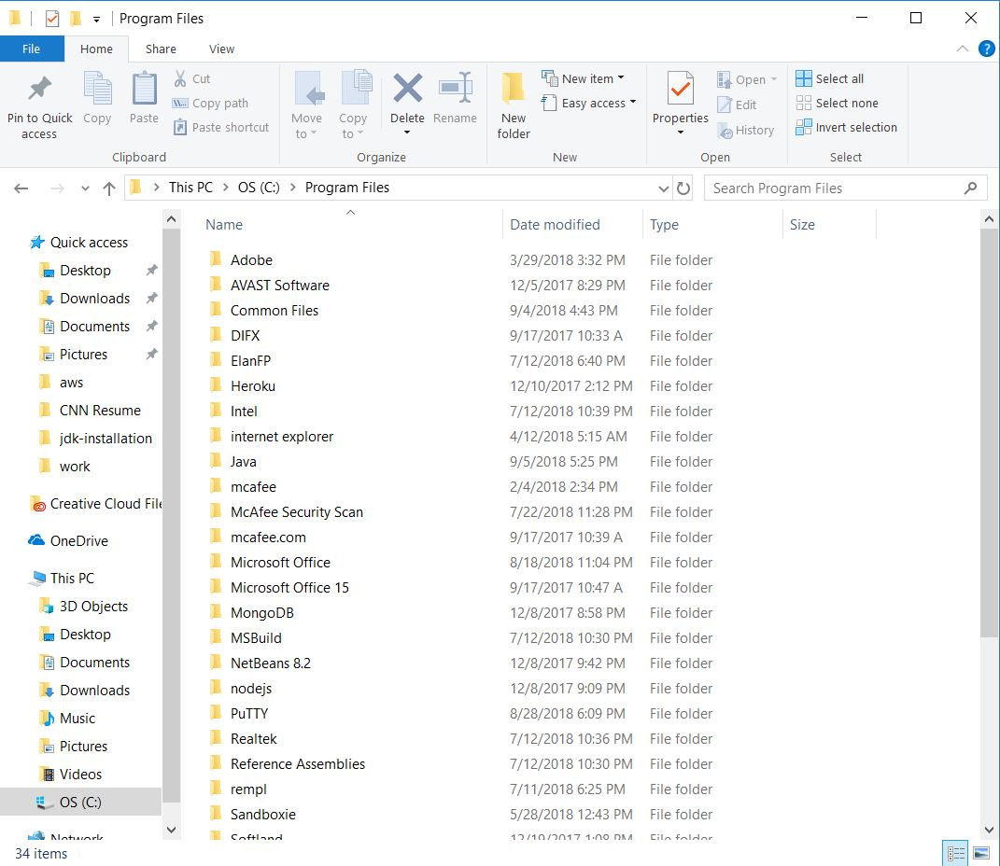 Program Files
File Home Share View
Pin to Quick access
Copy
Paste
Cut
Copy path
Paste shortcut
Clipboard
Move to
Copy to
Delete
Rename
Organize
New folder
New item
Easy access
New
Properties
Open
Edit
History
Open
Select all
Select none
Invert selection
Select
This PC > OS (C:) > Program Files
Search Program Files
Quick access
Desktop
Downloads
Documents
Pictures
aws
CNN Resume
jdk-installation
work
Creative Cloud File
OneDrive
This PC
3D Objects
Desktop
Documents
Downloads
Music
Pictures
Videos
OS (C:)
Network
Name Date modified Type Size
Adobe 3/29/2018 3:32 PM File folder
AVAST Software 12/5/2017 8:29 PM File folder
Common Files 9/4/2018 4:43 PM File folder
DIFX 9/17/2017 10:33 A File folder
ElanFP 7/12/2018 6:40 PM File folder
Heroku 12/10/2017 2:12 PM File folder
Intel 7/12/2018 10:39 PM File folder
internet explorer 4/12/2018 5:15 AM File folder
Java 9/5/2018 5:25 PM File folder
mcafee 2/4/2018 2:34 PM File folder
McAfee Security Scan 7/22/2018 11:28 PM File folder
mcafee.com 9/17/2017 10:39 A File folder
Microsoft Office 8/18/2018 11:04 PM File folder
Microsoft Office 15 9/17/2017 10:47 A File folder
MongoDB 12/8/2017 8:58 PM File folder
MSBuild 7/12/2018 10:30 PM File folder
NetBeans 8.2 12/8/2017 9:42 PM File folder
nodejs 12/8/2017 9:09 PM File folder
PuTTY 8/28/2018 6:09 PM File folder
Realtek 7/12/2018 10:36 PM File folder
Reference Assemblies 7/12/2018 10:30 PM File folder
rempl 7/11/2018 6:25 PM File folder
Sandboxie 5/28/2018 12:43 PM File folder
Softland 12/19/2017 1:08 PM File folder
34 items